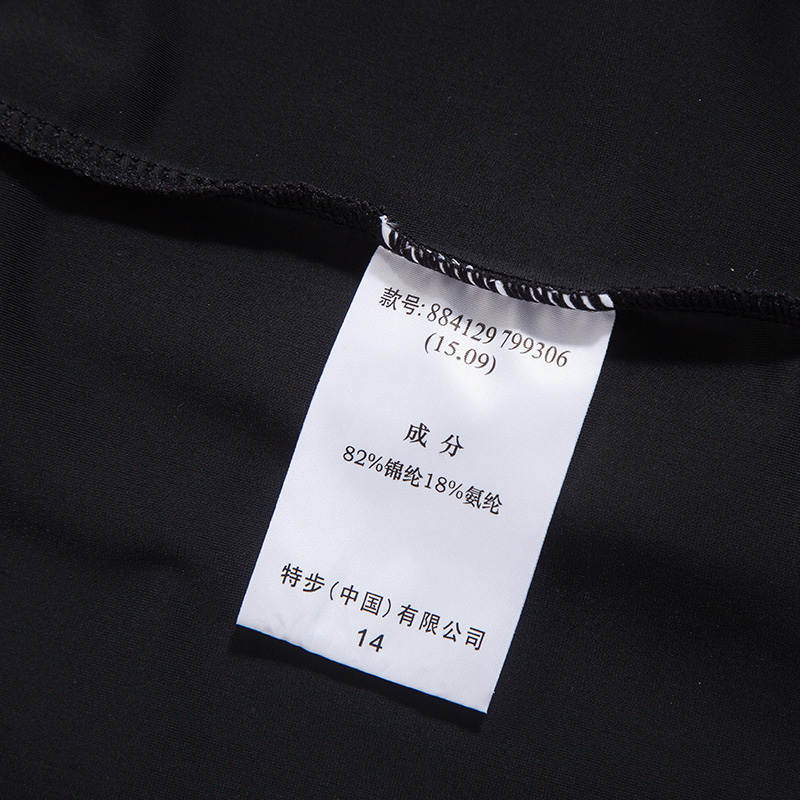 款号: 884129 799306
(15.09)
成 分
82%锦纶18%氨纶
特步(中国)有限公司
14